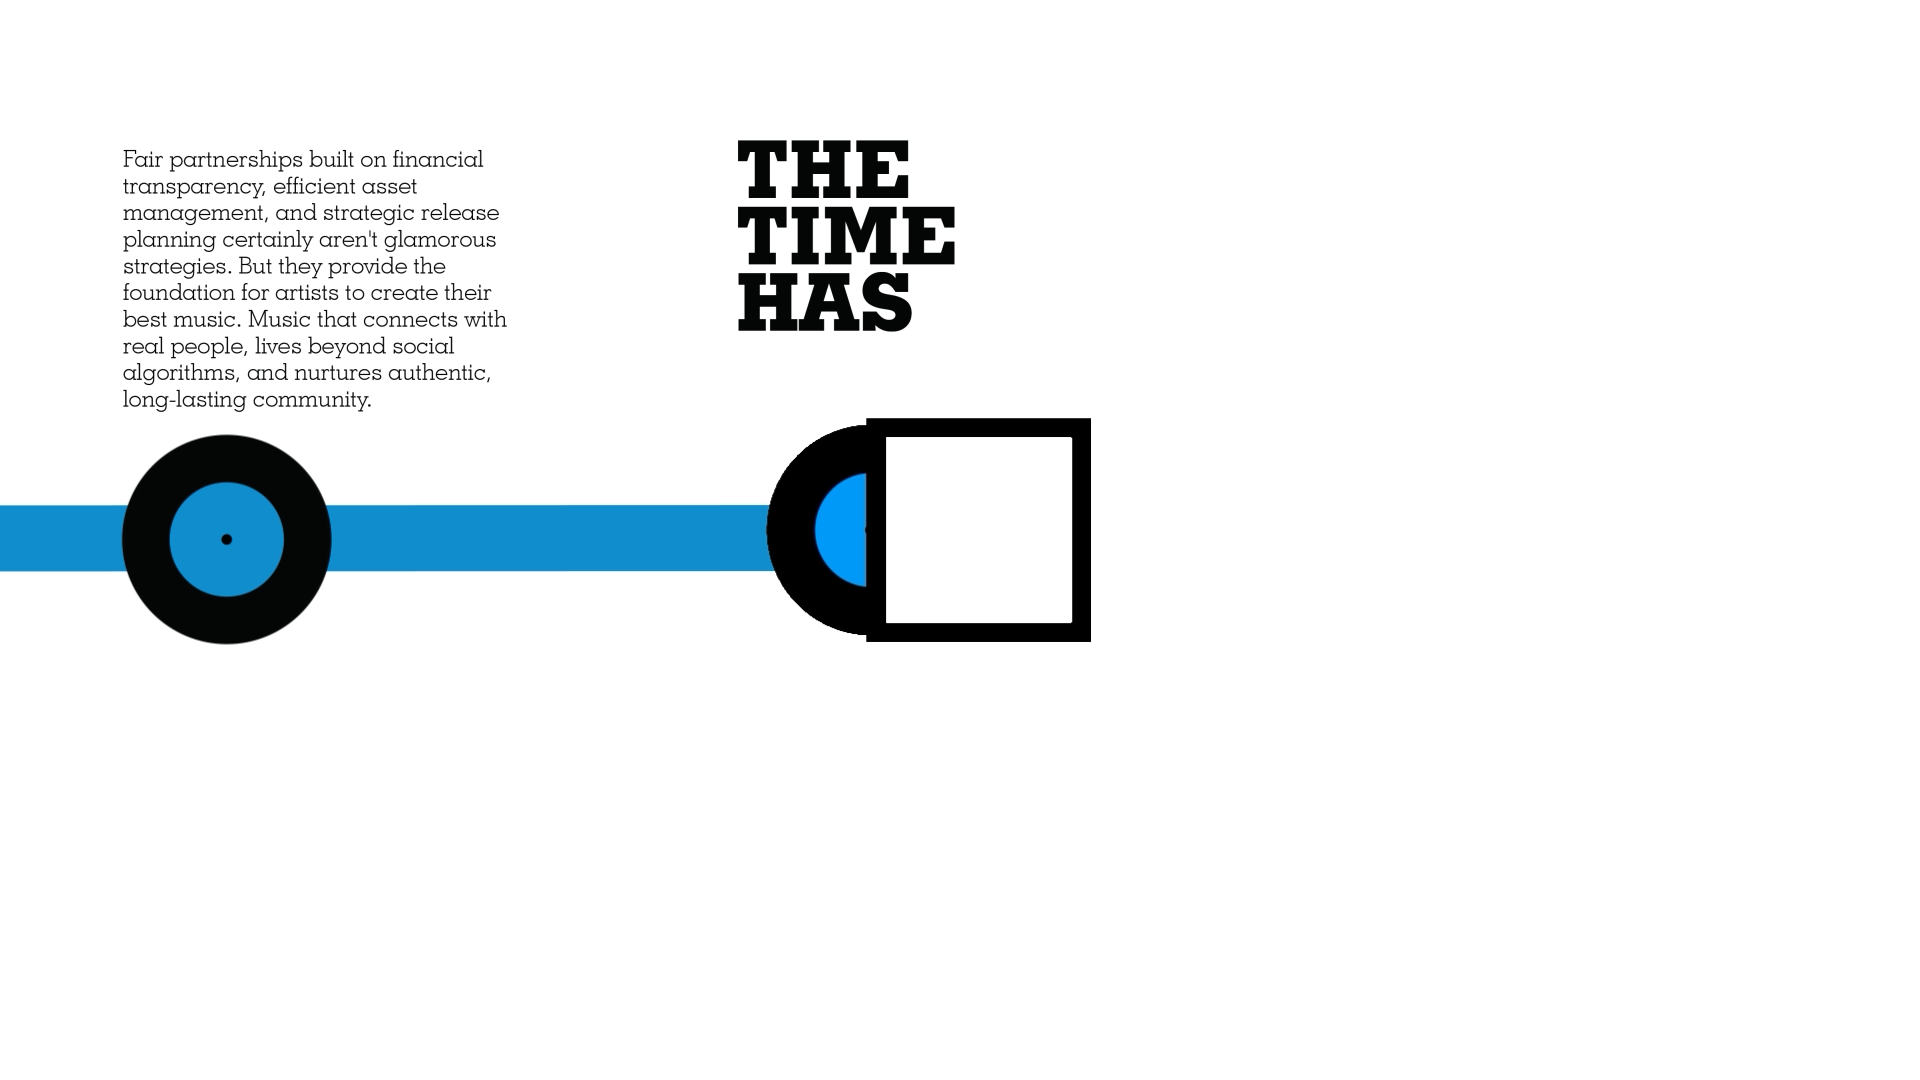 Fair partnerships built on financial
transparency, efficient asset
management, and strategic release
planning certainly aren't glamorous
strategies. But they provide the
foundation for artists to create their
best music. Music that connects with
real people, lives beyond social
algorithms, and nurtures authentic,
long-lasting community.
THE
TIME
HAS